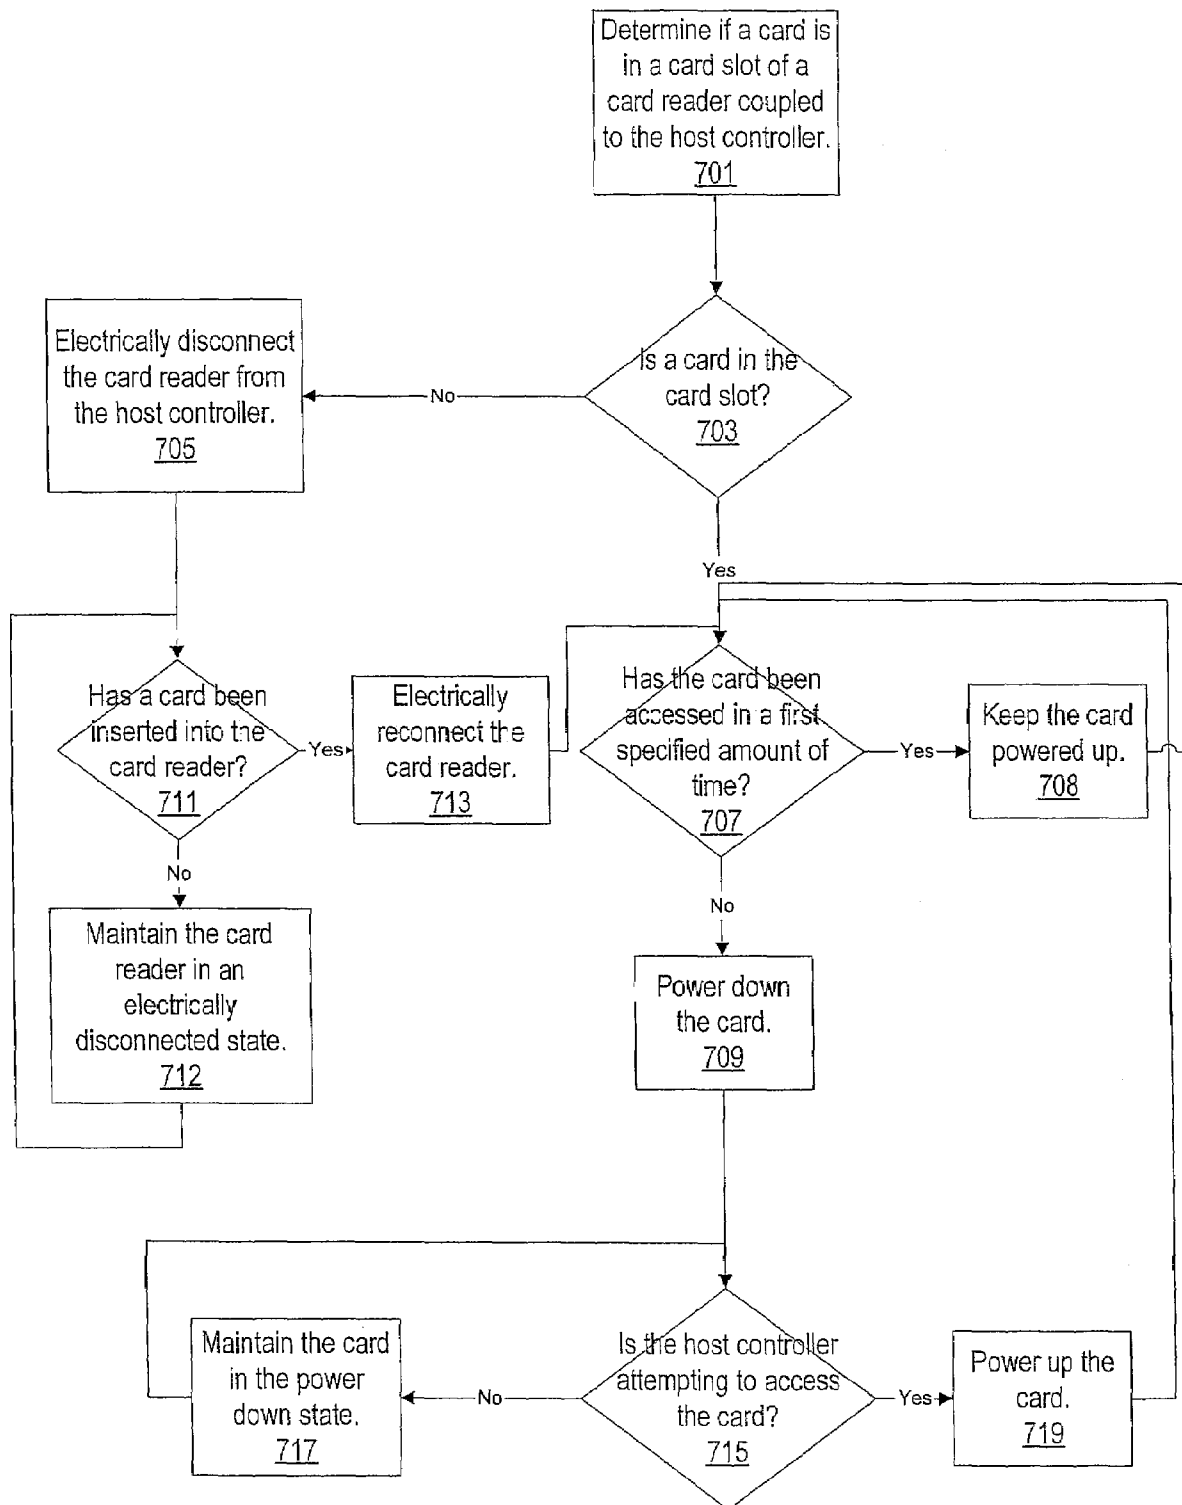 Determine if a card is
in a card slot of a
card reader coupled
to the host controller.
701
Is a card in the
card slot?
703
No
Electrically disconnect
the card reader from
the host controller.
705
Yes
Has a card been
inserted into the
card reader?
711
Yes
Electrically
reconnect the
card reader.
713
Has the card been
accessed in a first
specified amount of
time?
707
Yes
Keep the card
powered up.
708
No
Maintain the card
reader in an
electrically
disconnected state.
712
No
Power down
the card.
709
Is the host controller
attempting to access
the card?
715
No
Maintain the card
in the power
down state.
717
Yes
Power up the
card.
719